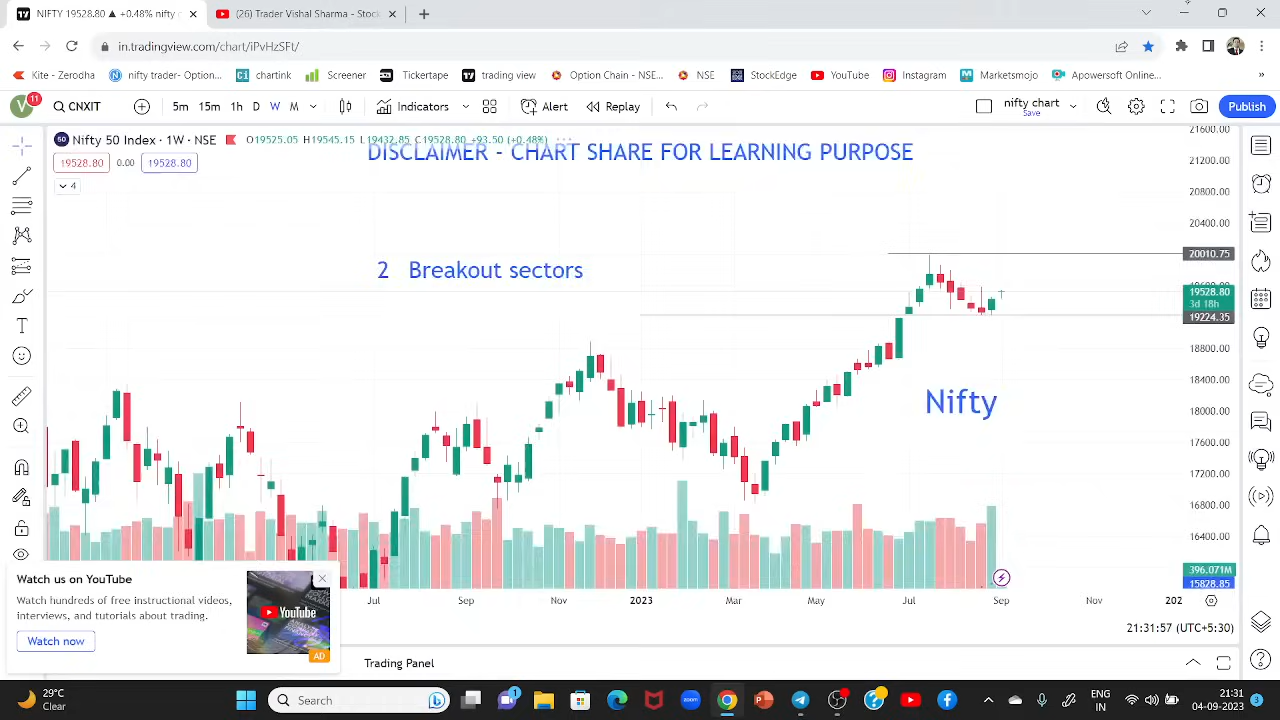 NIFTY 19528.80 ▲ +0.48% nifty c
(26) Trader Vishal Sharma - Stock
in.tradingview.com/chart/iPvHzSFt/
Kite - Zerodha
nifty trader- Option...
chartink
Screener
Tickertape
trading view
Option Chain - NSE...
NSE
StockEdge
YouTube
Instagram
Marketsmojo
Apowersoft Online...
V 11 CNXIT 5m 15m 1h D W M Indicators Alert Replay nifty chart Save Publish
Nifty 50 Index · 1W · NSE O19525.05 H19545.15 L19432.85 C19528.80 +93.50 (+0.48%)
DISCLAIMER - CHART SHARE FOR LEARNING PURPOSE
19528.80 0.00 19528.80
4
2 Breakout sectors
Nifty
21600.00
21200.00
20800.00
20400.00
20010.75
19528.80
3d 18h
19224.35
18800.00
18400.00
18000.00
17600.00
17200.00
16800.00
16400.00
396.071M
15828.85
Jul Sep Nov 2023 Mar May Jul Sep Nov 202
Watch us on YouTube
Watch hundreds of free instructional videos,
interviews, and tutorials about trading.
Watch now
YouTube
AD
21:31:57 (UTC+5:30)
Trading Panel
29°C
Clear
Search
1
zoom
ENG
IN
21:31
04-09-2023
3